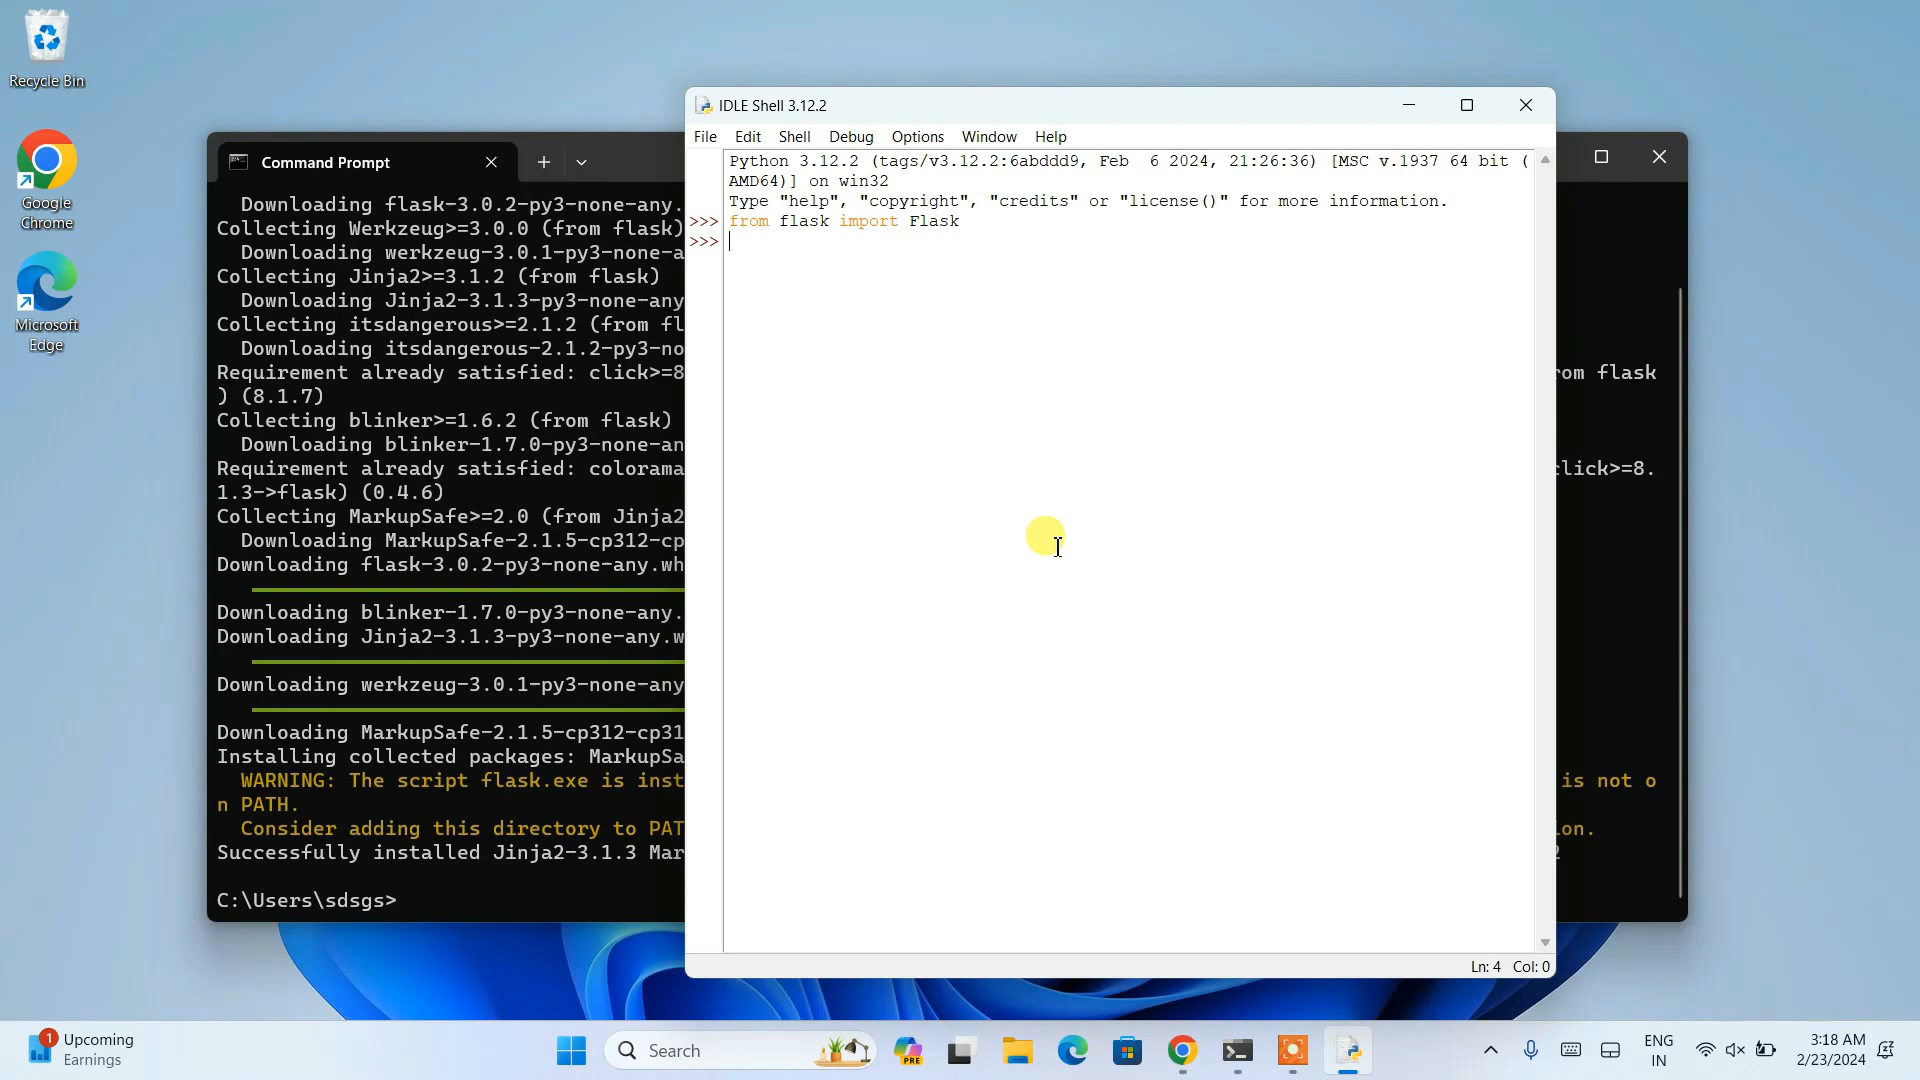 Recycle Bin
Google
Chrome
Microsoft
Edge
Command Prompt
Downloading flask-3.0.2-py3-none-any.
Collecting Werkzeug>=3.0.0 (from flask)
Downloading werkzeug-3.0.1-py3-none-a
Collecting Jinja2>=3.1.2 (from flask)
Downloading Jinja2-3.1.3-py3-none-any
Collecting itsdangerous>=2.1.2 (from fl
Downloading itsdangerous-2.1.2-py3-no
Requirement already satisfied: click>=8
rom flask
) (8.1.7)
Collecting blinker>=1.6.2 (from flask)
Downloading blinker-1.7.0-py3-none-an
Requirement already satisfied: colorama
click>=8.
1.3->flask) (0.4.6)
Collecting MarkupSafe>=2.0 (from Jinja2
Downloading MarkupSafe-2.1.5-cp312-cp
Downloading flask-3.0.2-py3-none-any.wh
Downloading blinker-1.7.0-py3-none-any.
Downloading Jinja2-3.1.3-py3-none-any.w
Downloading werkzeug-3.0.1-py3-none-any
Downloading MarkupSafe-2.1.5-cp312-cp31
Installing collected packages: MarkupSa
WARNING: The script flask.exe is inst
is not o
n PATH.
Consider adding this directory to PAT
ion.
Successfully installed Jinja2-3.1.3 Mar
2
C:\Users\sdsgs>
IDLE Shell 3.12.2
File Edit Shell Debug Options Window Help
Python 3.12.2 (tags/v3.12.2:6abddd9, Feb  6 2024, 21:26:36) [MSC v.1937 64 bit (
AMD64)] on win32
Type "help", "copyright", "credits" or "license()" for more information.
>>> from flask import Flask
>>>
Ln: 4 Col: 0
1
Upcoming
Earnings
Search
PRE
ENG
IN
3:18 AM
2/23/2024